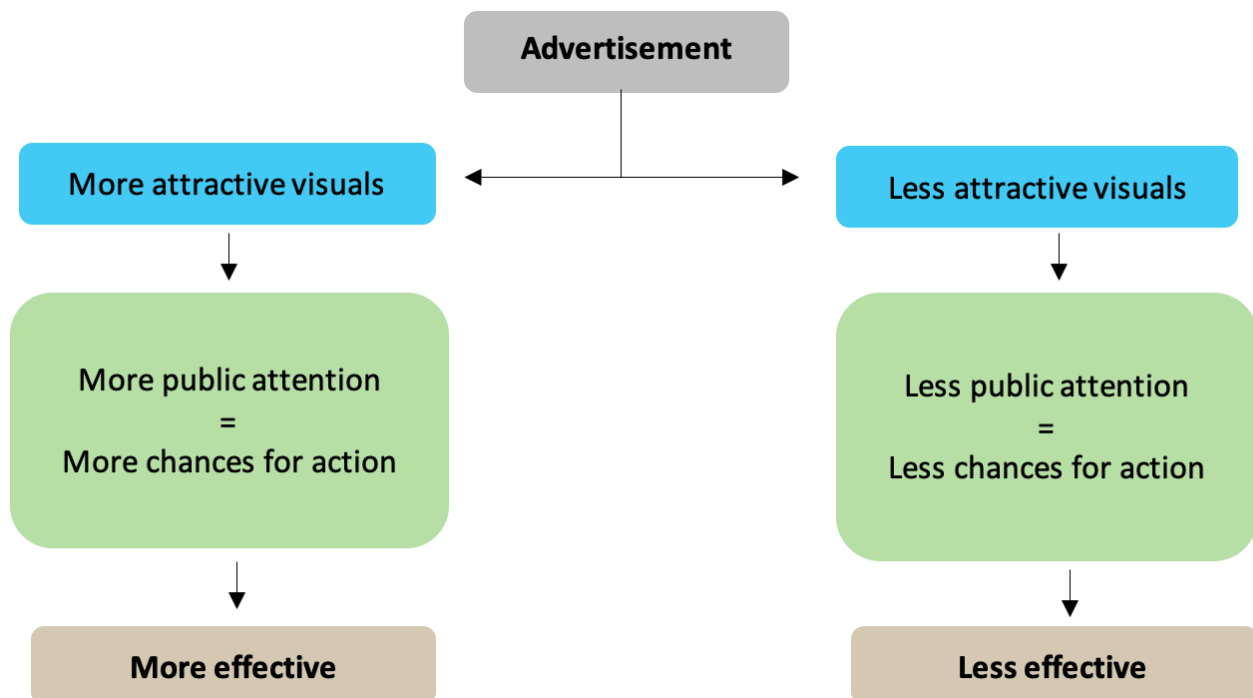 Advertisement
More attractive visuals
Less attractive visuals
More public attention
=
More chances for action
Less public attention
=
Less chances for action
More effective
Less effective